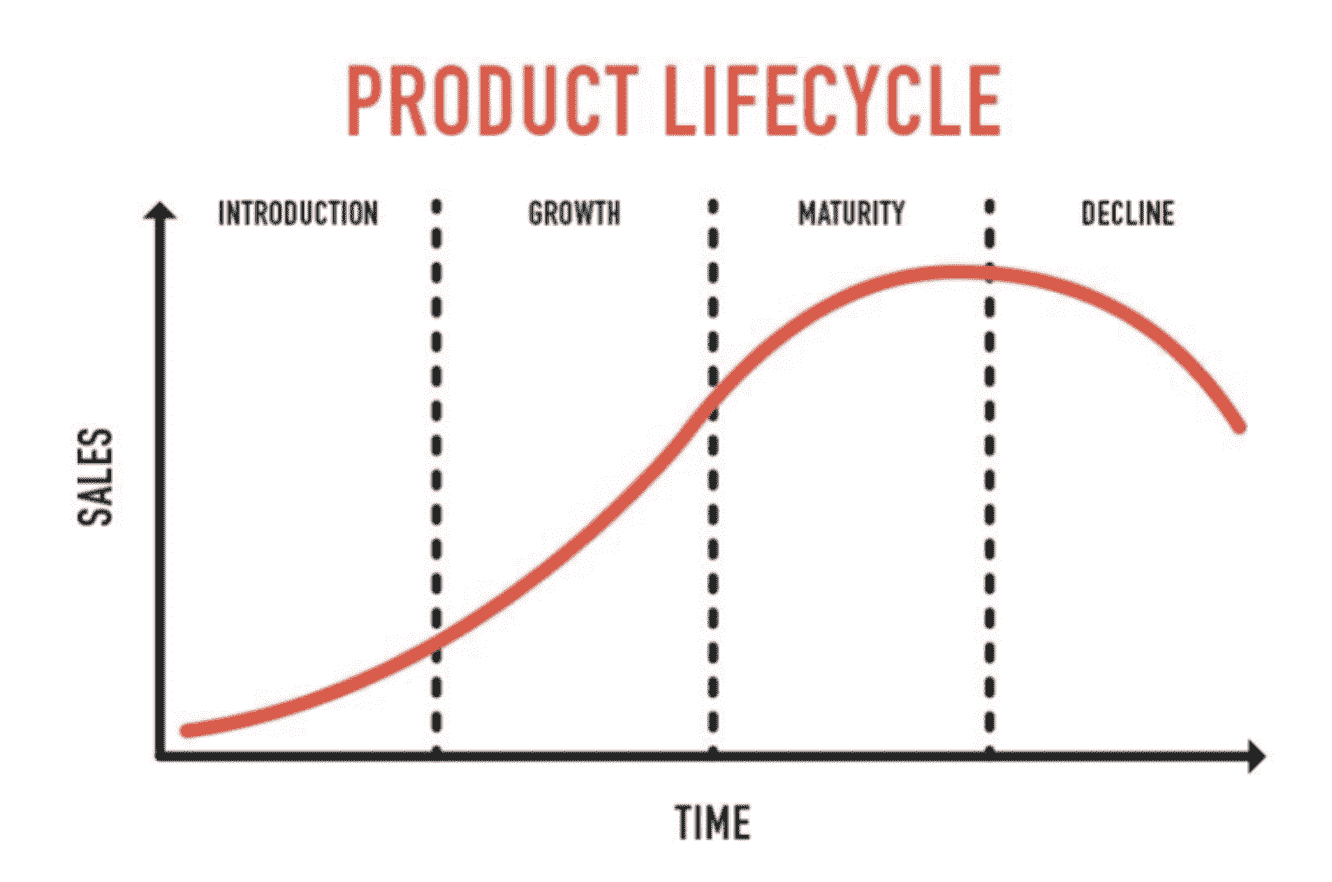 PRODUCT LIFECYCLE
INTRODUCTION
GROWTH
MATURITY
DECLINE
SALES
TIME